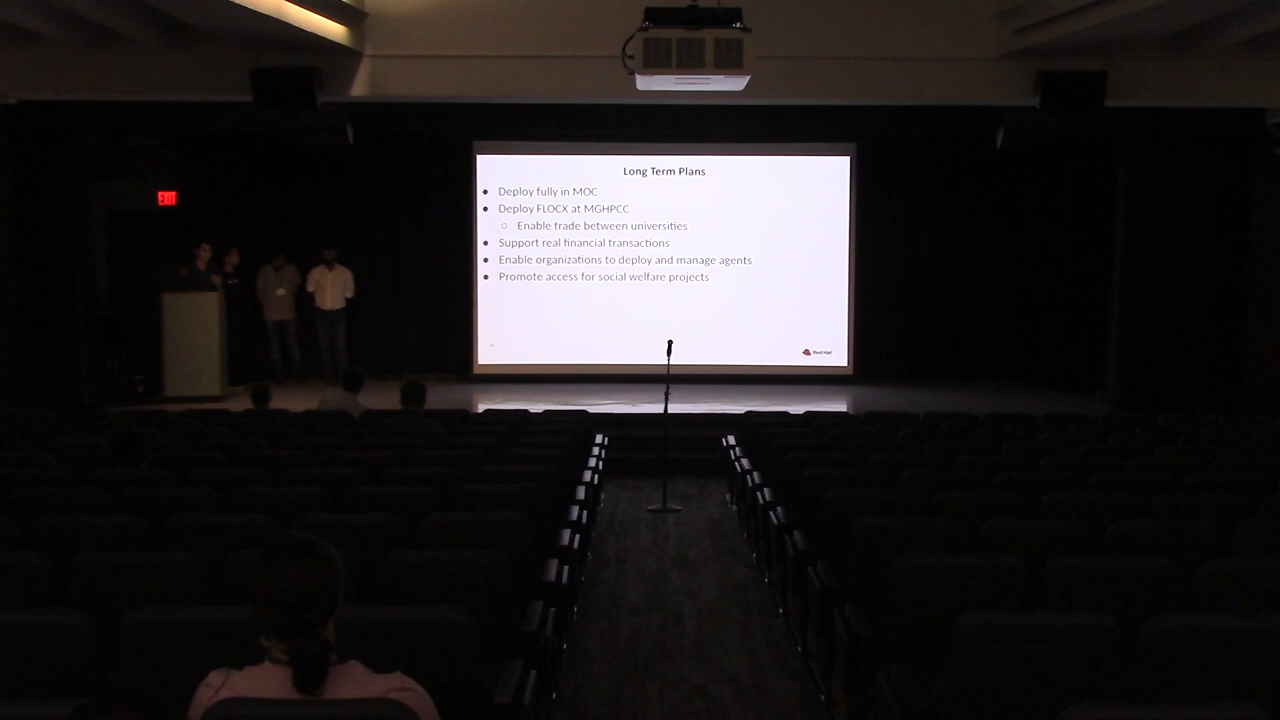 EXIT
Long Term Plans
● Deploy fully in MOC
● Deploy FLOCX at MGHPCC
○ Enable trade between universities
● Support real financial transactions
● Enable organizations to deploy and manage agents
● Promote access for social welfare projects
Red Hat